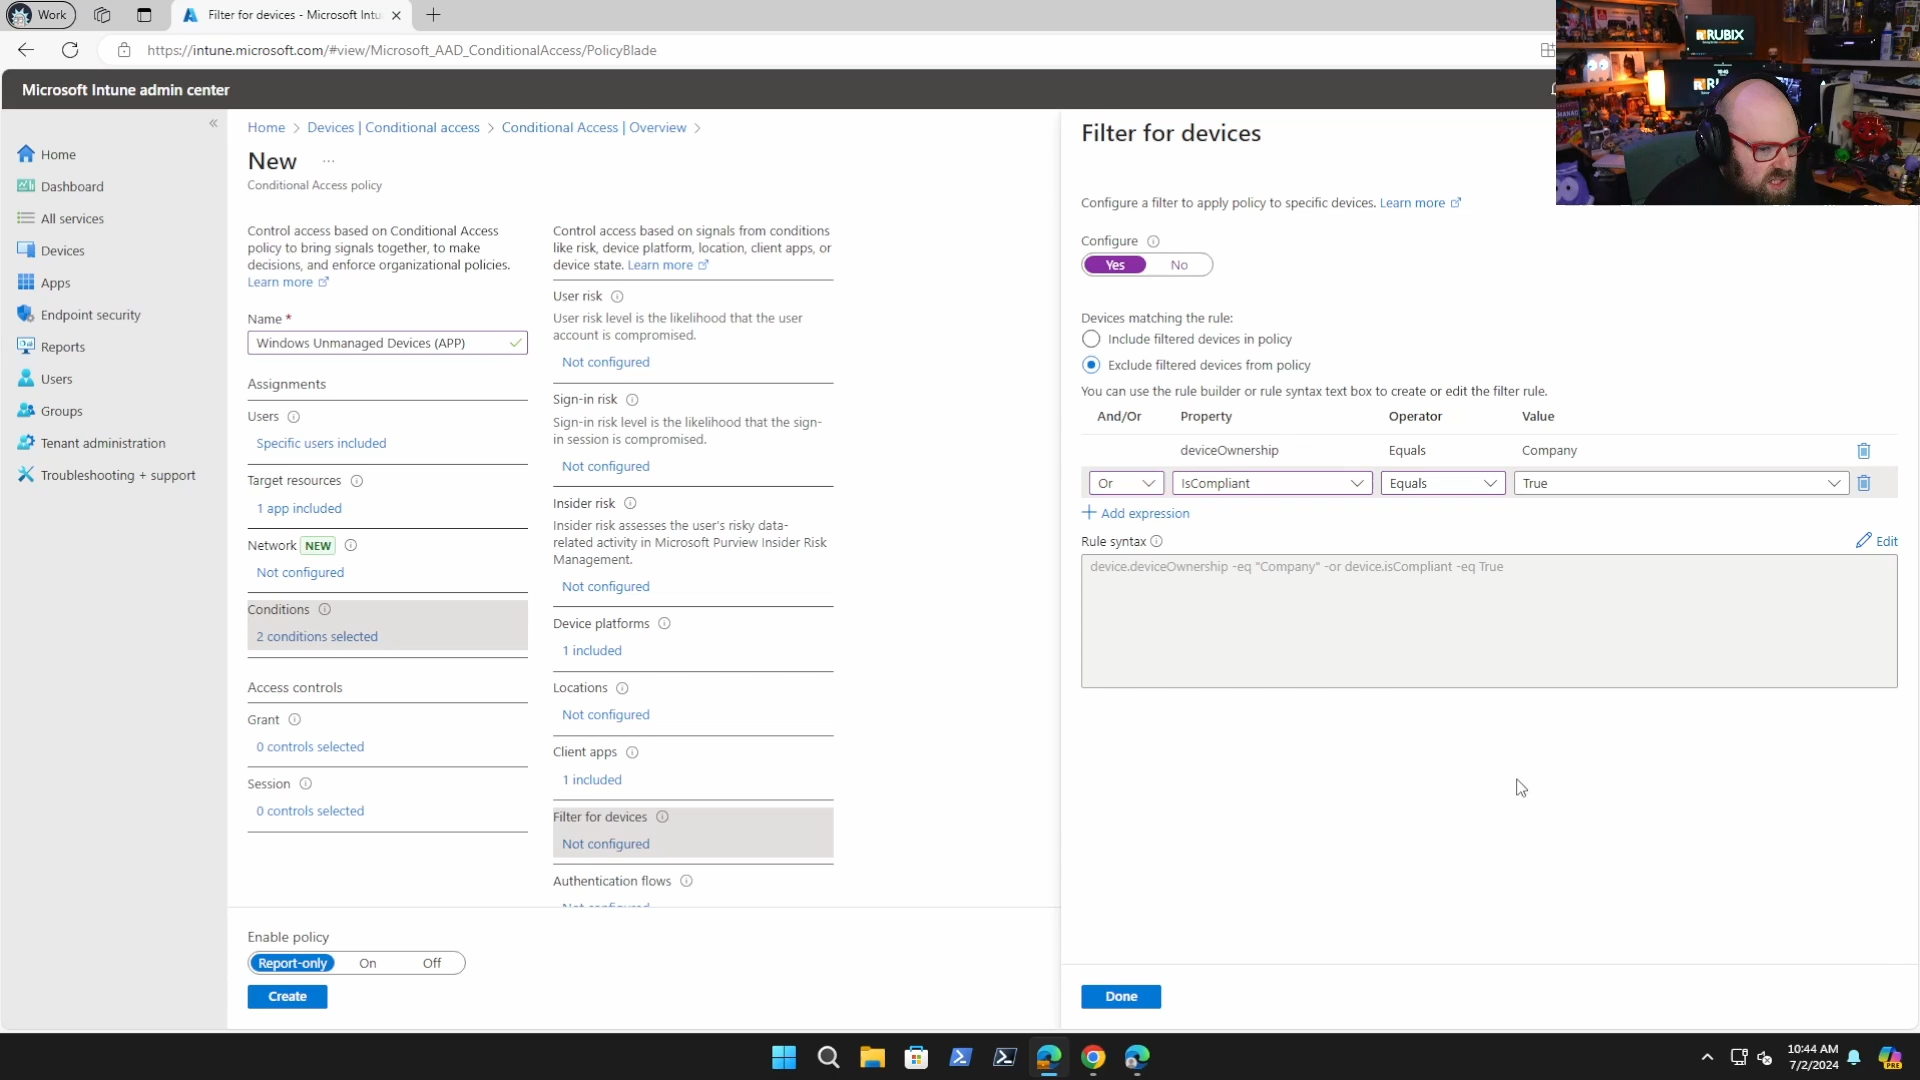 Work
Filter for devices - Microsoft Intu
https://intune.microsoft.com/#view/Microsoft_AAD_ConditionalAccess/PolicyBlade
Microsoft Intune admin center
Home
Dashboard
All services
Devices
Apps
Endpoint security
Reports
Users
Groups
Tenant administration
Troubleshooting + support
Home > Devices | Conditional access > Conditional Access | Overview >
New ...
Conditional Access policy
Control access based on Conditional Access
policy to bring signals together, to make
decisions, and enforce organizational policies.
Learn more
Name *
Windows Unmanaged Devices (APP)
Assignments
Users
Specific users included
Target resources
1 app included
Network NEW
Not configured
Conditions
2 conditions selected
Access controls
Grant
0 controls selected
Session
0 controls selected
Enable policy
Report-only On Off
Create
Control access based on signals from conditions
like risk, device platform, location, client apps, or
device state. Learn more
User risk
User risk level is the likelihood that the user
account is compromised.
Not configured
Sign-in risk
Sign-in risk level is the likelihood that the sign-
in session is compromised.
Not configured
Insider risk
Insider risk assesses the user's risky data-
related activity in Microsoft Purview Insider Risk
Management.
Not configured
Device platforms
1 included
Locations
Not configured
Client apps
1 included
Filter for devices
Not configured
Authentication flows
Not configured
Filter for devices
Configure a filter to apply policy to specific devices. Learn more
Configure
Yes No
Devices matching the rule:
Include filtered devices in policy
Exclude filtered devices from policy
You can use the rule builder or rule syntax text box to create or edit the filter rule.
And/Or Property Operator Value
deviceOwnership Equals Company
Or IsCompliant Equals True
Add expression
Rule syntax Edit
device.deviceOwnership -eq "Company" -or device.isCompliant -eq True
Done
RUBIX
10:44 AM
7/2/2024
PRE